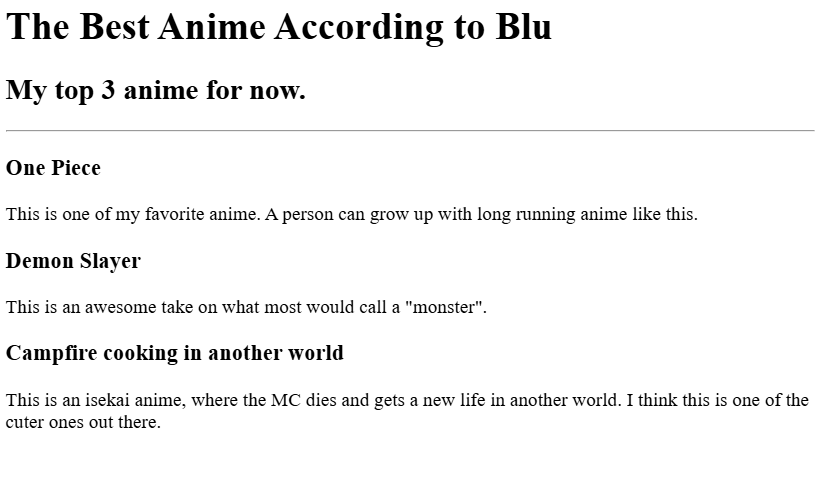 The Best Anime According to Blu
My top 3 anime for now.
One Piece
This is one of my favorite anime. A person can grow up with long running anime like this.
Demon Slayer
This is an awesome take on what most would call a "monster".
Campfire cooking in another world
This is an isekai anime, where the MC dies and gets a new life in another world. I think this is one of the
cuter ones out there.